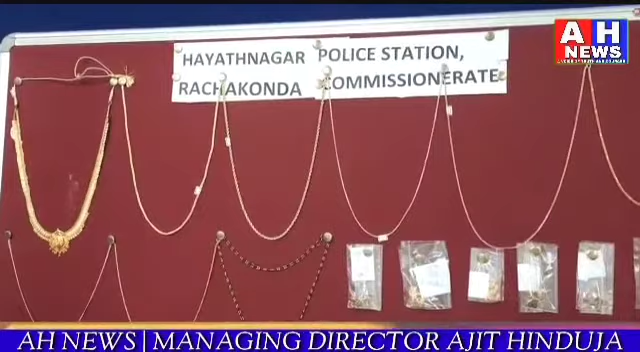 AH
NEWS
HAYATHNAGAR POLICE STATION,
RACHAKONDA COMMISSIONERATE
AH NEWS | MANAGING DIRECTOR AJIT HINDUJA